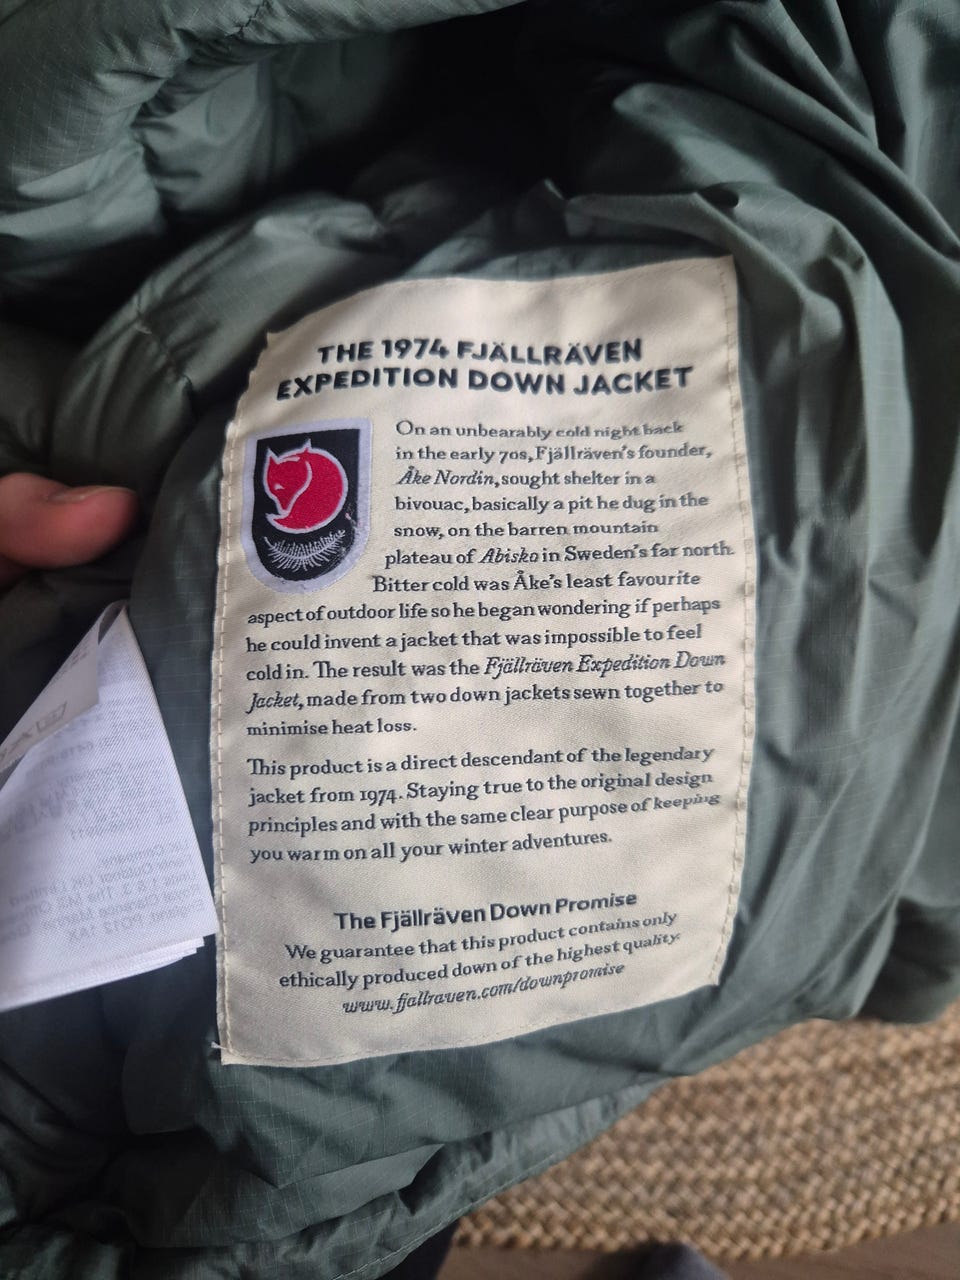 THE 1974 FJÄLLRÄVEN
EXPEDITION DOWN JACKET
On an unbearably cold night back
in the early 70s, Fjällräven's founder,
Åke Nordin, sought shelter in a
bivouac, basically a pit he dug in the
snow, on the barren mountain
plateau of Abisko in Sweden's far north.
Bitter cold was Åke's least favourite
aspect of outdoor life so he began wondering if perhaps
he could invent a jacket that was impossible to feel
cold in. The result was the Fjällräven Expedition Down
Jacket, made from two down jackets sewn together to
minimise heat loss.
This product is a direct descendant of the legendary
jacket from 1974. Staying true to the original design
principles and with the same clear purpose of keeping
you warm on all your winter adventures.
The Fjällräven Down Promise
We guarantee that this product contains only
ethically produced down of the highest quality.
www.fjallraven.com/downpromise